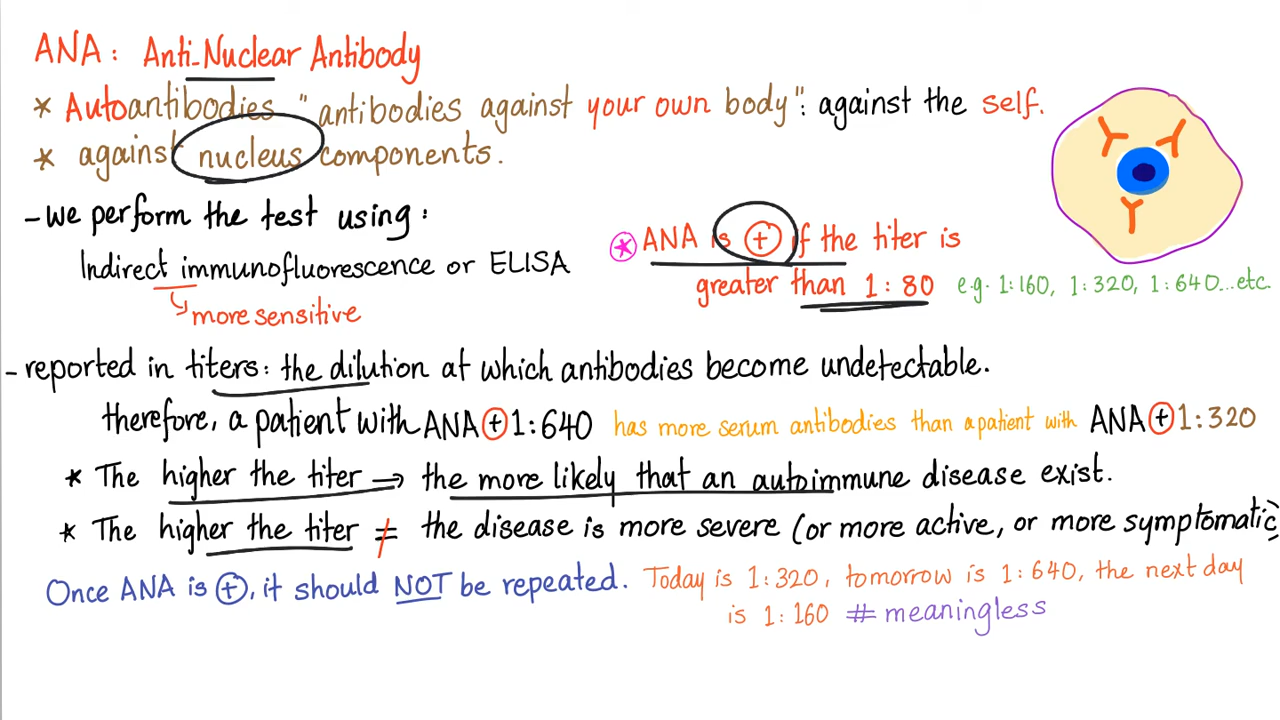 ANA: Anti-Nuclear Antibody
* Autoantibodies "antibodies against your own body": against the self.
* against nucleus components.
- we perform the test using:
Indirect immunofluorescence or ELISA
↳ more sensitive
* ANA is + if the titer is
greater than 1:80 e.g. 1:160, 1:320, 1:640...etc.
- reported in titers: the dilution at which antibodies become undetectable.
therefore, a patient with ANA + 1:640 has more serum antibodies than a patient with ANA + 1:320
* The higher the titer → the more likely that an autoimmune disease exist.
* The higher the titer ≠ the disease is more severe (or more active, or more symptomatic)
Once ANA is +, it should NOT be repeated. Today is 1:320, tomorrow is 1:640, the next day
is 1:160 # meaningless